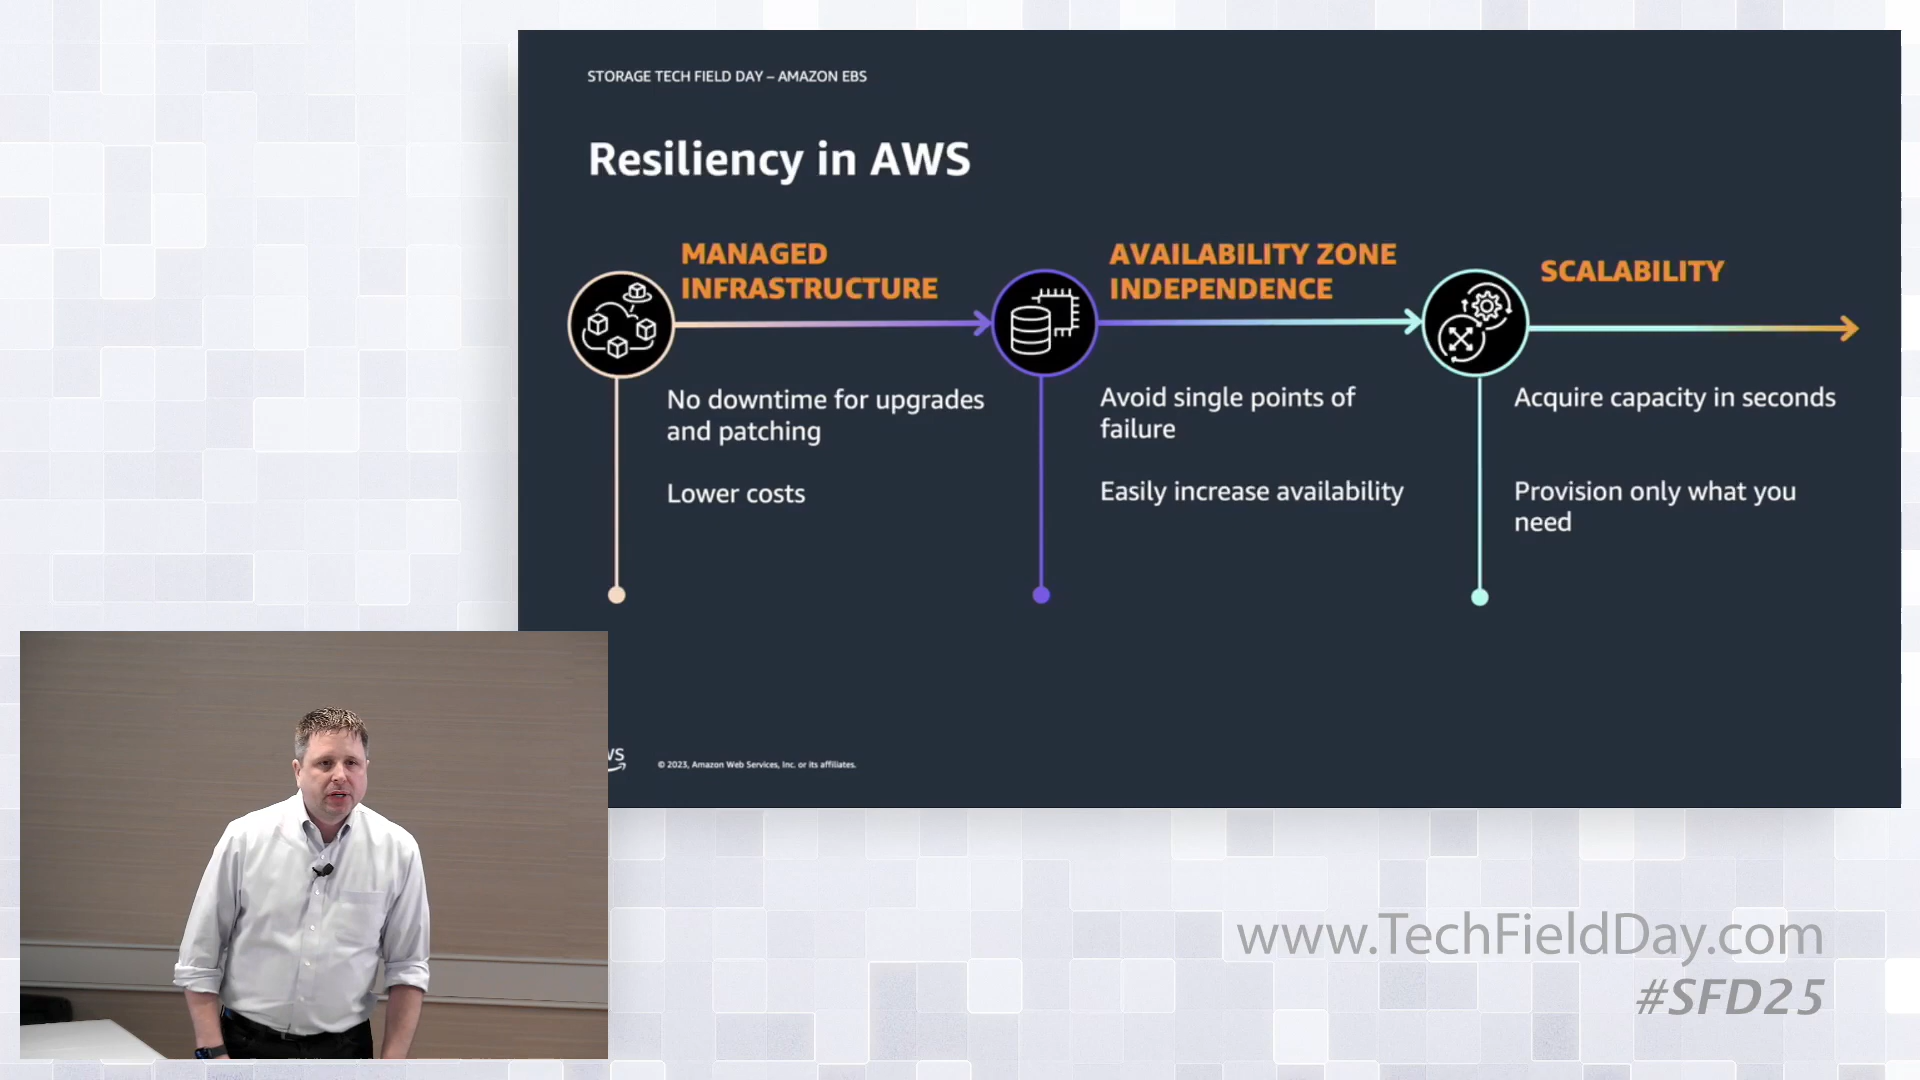 STORAGE TECH FIELD DAY – AMAZON EBS
Resiliency in AWS
MANAGED
INFRASTRUCTURE
No downtime for upgrades
and patching
Lower costs
AVAILABILITY ZONE
INDEPENDENCE
Avoid single points of
failure
Easily increase availability
SCALABILITY
Acquire capacity in seconds
Provision only what you
need
© 2023, Amazon Web Services, Inc. or its affiliates.
www.TechFieldDay.com
#SFD25